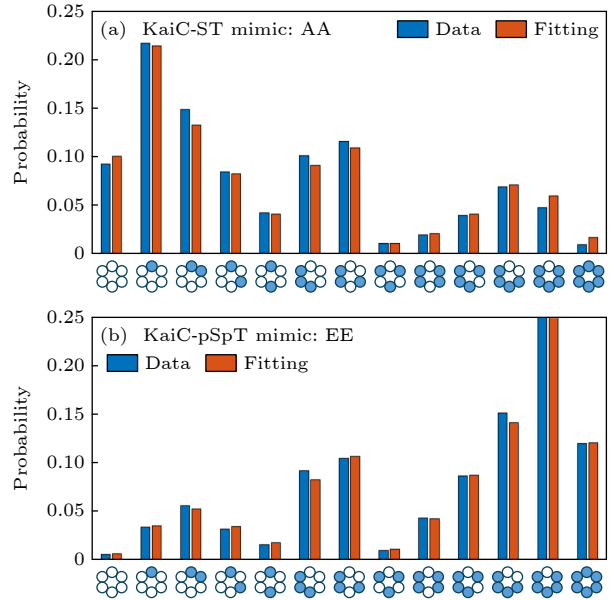 (a) KaiC-ST mimic: AA
Data Fitting
Probability
0.25
0.20
0.15
0.10
0.05
0
(b) KaiC-pSpT mimic: EE
Data Fitting
Probability
0.25
0.20
0.15
0.10
0.05
0